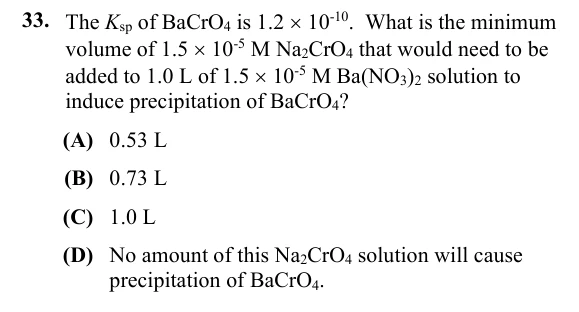 33. The Kₛₚ of BaCrO₄ is 1.2 × 10⁻¹⁰. What is the minimum
volume of 1.5 × 10⁻⁵ M Na₂CrO₄ that would need to be
added to 1.0 L of 1.5 × 10⁻⁵ M Ba(NO₃)₂ solution to
induce precipitation of BaCrO₄?
(A) 0.53 L
(B) 0.73 L
(C) 1.0 L
(D) No amount of this Na₂CrO₄ solution will cause
precipitation of BaCrO₄.